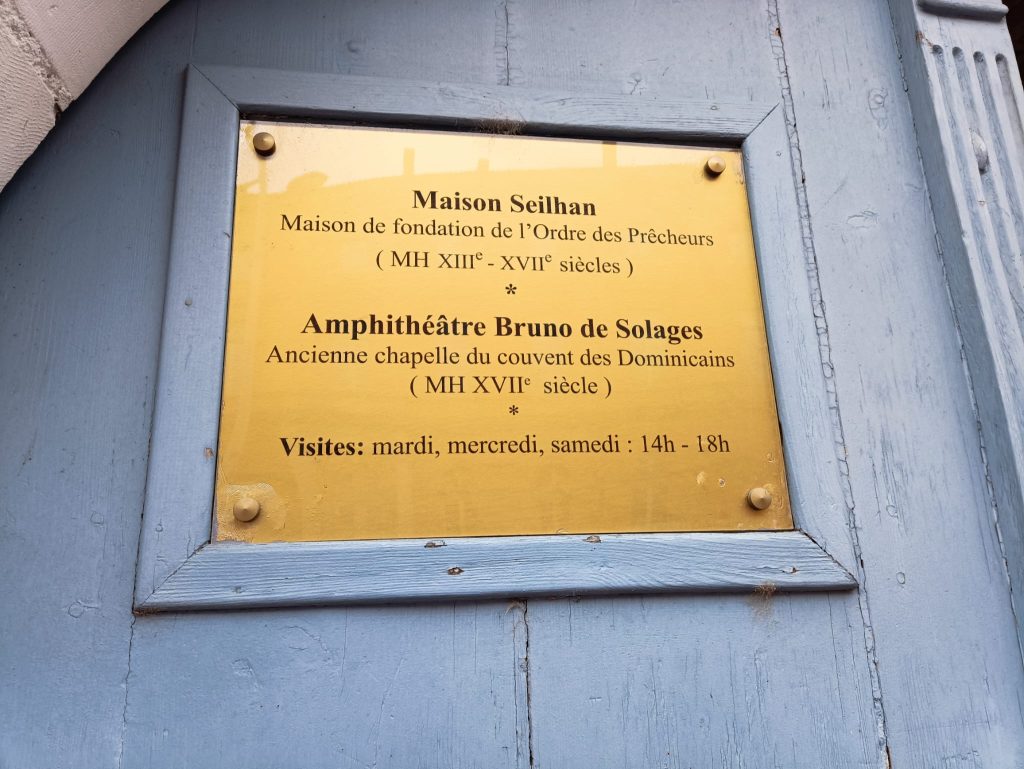 Maison Seilhan
Maison de fondation de l'Ordre des Prêcheurs
( MH XIIIe - XVIIe siècles )
*
Amphithéâtre Bruno de Solages
Ancienne chapelle du couvent des Dominicains
( MH XVIIe siècle )
*
Visites: mardi, mercredi, samedi : 14h - 18h